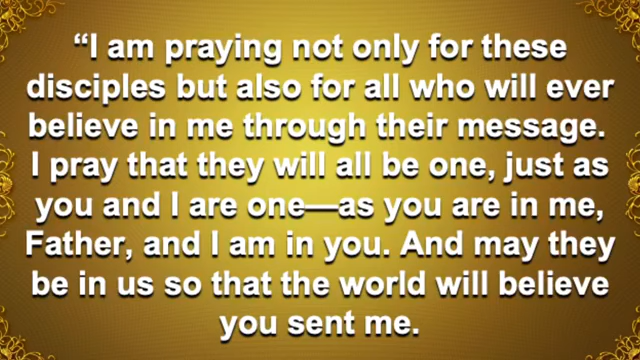 “I am praying not only for these
disciples but also for all who will ever
believe in me through their message.
I pray that they will all be one, just as
you and I are one—as you are in me,
Father, and I am in you. And may they
be in us so that the world will believe
you sent me.